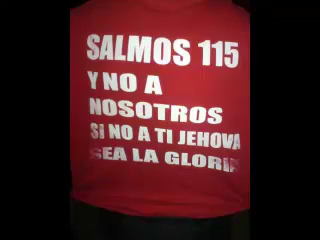 SALMOS 115
Y NO A
NOSOTROS
SI NO A TI JEHOVA
SEA LA GLORIA